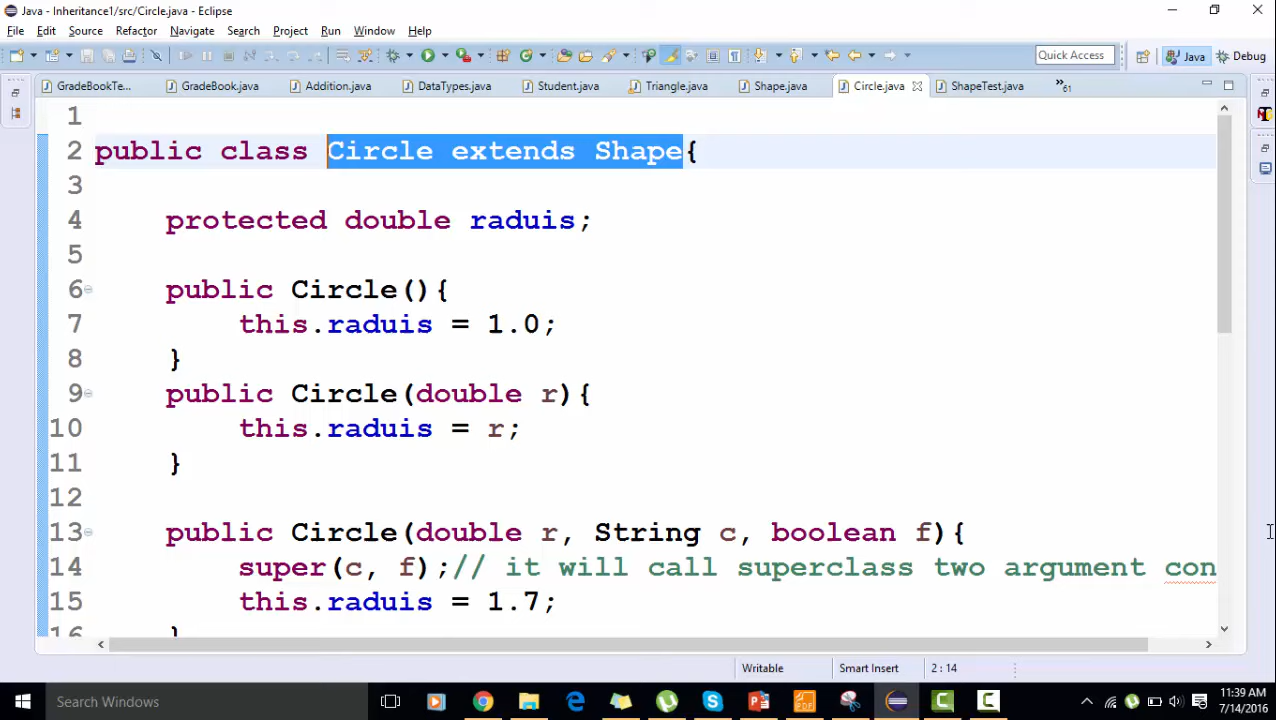 Java - Inheritance1/src/Circle.java - Eclipse
File Edit Source Refactor Navigate Search Project Run Window Help
Quick Access Java Debug
GradeBookTe... GradeBook.java Addition.java DataTypes.java Student.java Triangle.java Shape.java Circle.java ShapeTest.java »61
1
2 public class Circle extends Shape{
3
4 protected double raduis;
5
6 public Circle(){
7 this.raduis = 1.0;
8 }
9 public Circle(double r){
10 this.raduis = r;
11 }
12
13 public Circle(double r, String c, boolean f){
14 super(c, f);// it will call superclass two argument con
15 this.raduis = 1.7;
16 }
Writable Smart Insert 2 : 14
Search Windows
11:39 AM
7/14/2016